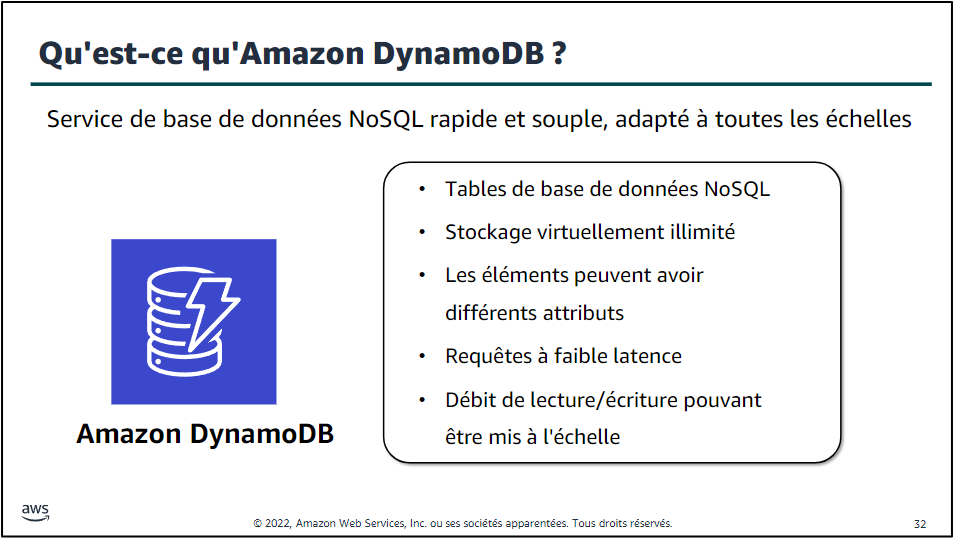 Qu'est-ce qu'Amazon DynamoDB ?
Service de base de données NoSQL rapide et souple, adapté à toutes les échelles
• Tables de base de données NoSQL
• Stockage virtuellement illimité
• Les éléments peuvent avoir
différents attributs
• Requêtes à faible latence
• Débit de lecture/écriture pouvant
être mis à l'échelle
Amazon DynamoDB
aws
© 2022, Amazon Web Services, Inc. ou ses sociétés apparentées. Tous droits réservés.
32